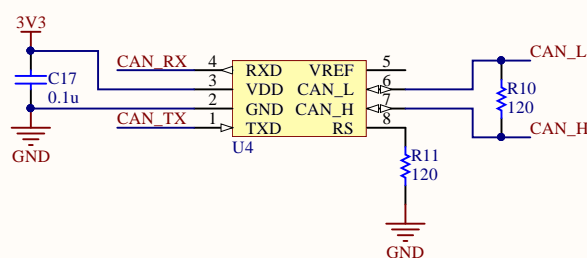 3V3
C17
0.1u
GND
CAN_RX
CAN_TX
4 RXD VREF 5
3 VDD CAN_L 6
2 GND CAN_H 7
1 TXD RS 8
U4
R11
120
GND
CAN_L
R10
120
CAN_H